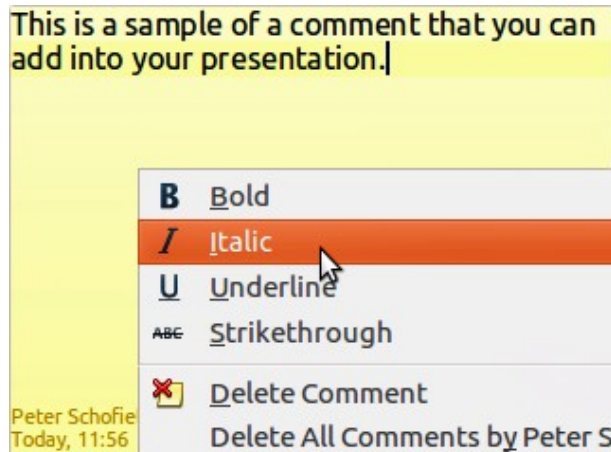 This is a sample of a comment that you can
add into your presentation.
B Bold
I Italic
U Underline
ABC Strikethrough
Delete Comment
Peter Schofie
Today, 11:56
Delete All Comments by Peter S